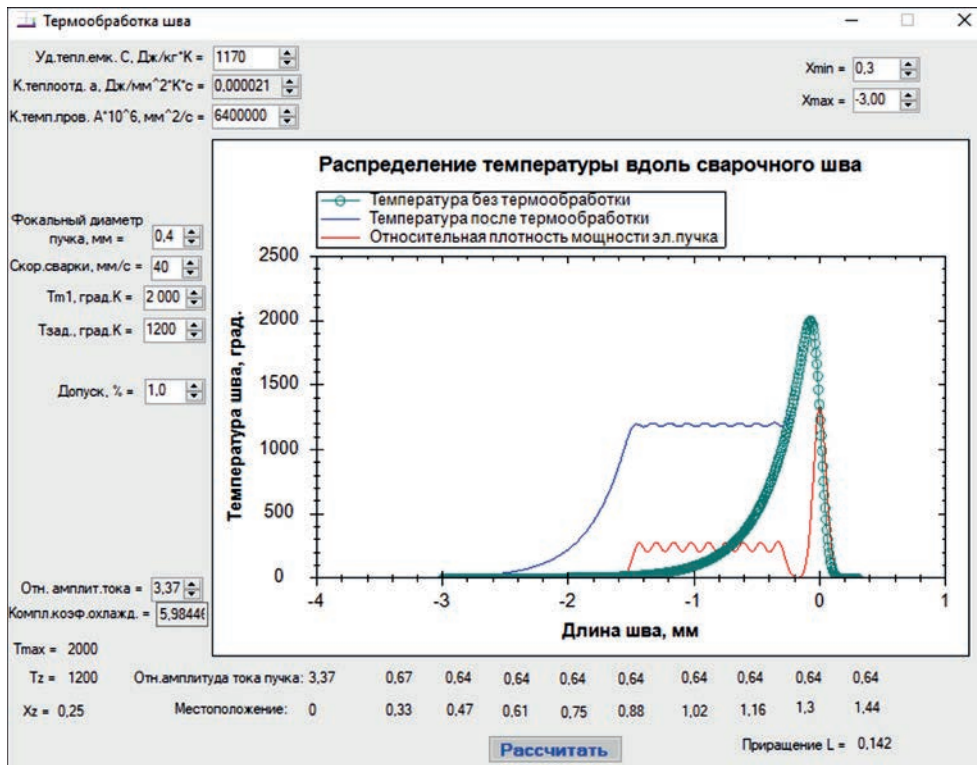 Термообработка шва
Уд.тепл.емк. С, Дж/кг*К = 1170
К.теплоотд. а, Дж/мм^2*К*с = 0,000021
К.темп.пров. А*10^6, мм^2/с = 6400000
Xmin = 0,3
Xmax = -3,00
Фокальный диаметр
пучка, мм = 0,4
Скор.сварки, мм/с = 40
Tm1, град.К = 2 000
Тзад., град.К = 1200
Допуск, % = 1,0
Распределение температуры вдоль сварочного шва
Температура без термообработки
Температура после термообработки
Относительная плотность мощности эл.пучка
Температура шва, град.
2500
2000
1500
1000
500
0
-4 -3 -2 -1 0 1
Длина шва, мм
Отн. амплит.тока = 3,37
Компл.коэф.охлажд. = 5,98446
Tmax = 2000
Tz = 1200 Отн.амплитуда тока пучка: 3,37 0,67 0,64 0,64 0,64 0,64 0,64 0,64 0,64 0,64
Xz = 0,25 Местоположение: 0 0,33 0,47 0,61 0,75 0,88 1,02 1,16 1,3 1,44
Рассчитать
Приращение L = 0,142